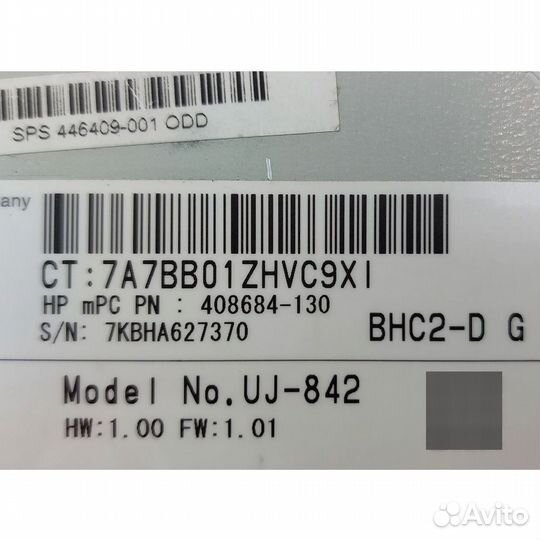 SPS 446409-001 ODD
any
CT:7A7BB01ZHVC9XI
HP mPC PN : 408684-130
S/N: 7KBHA627370
BHC2-D G
Model No.UJ-842
HW:1.00 FW:1.01
Avito